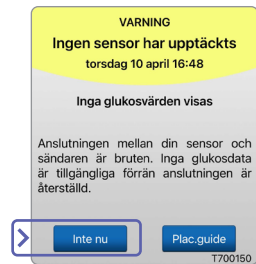 VARNING
Ingen sensor har upptäckts
torsdag 10 april 16:48
Inga glukosvärden visas
Anslutningen mellan din sensor och
sändaren är bruten. Inga glukosdata
är tillgängliga förrän anslutningen är
återställd.
Inte nu
Plac.guide
T700150